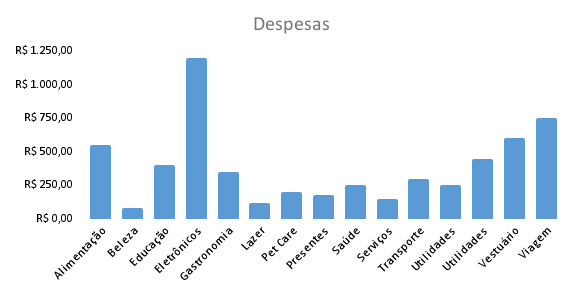 Despesas
R$ 1.250,00
R$ 1.000,00
R$ 750,00
R$ 500,00
R$ 250,00
R$ 0,00
Alimentação
Beleza
Educação
Eletrônicos
Gastronomia
Lazer
Pet Care
Presentes
Saúde
Serviços
Transporte
Utilidades
Utilidades
Vestuário
Viagem